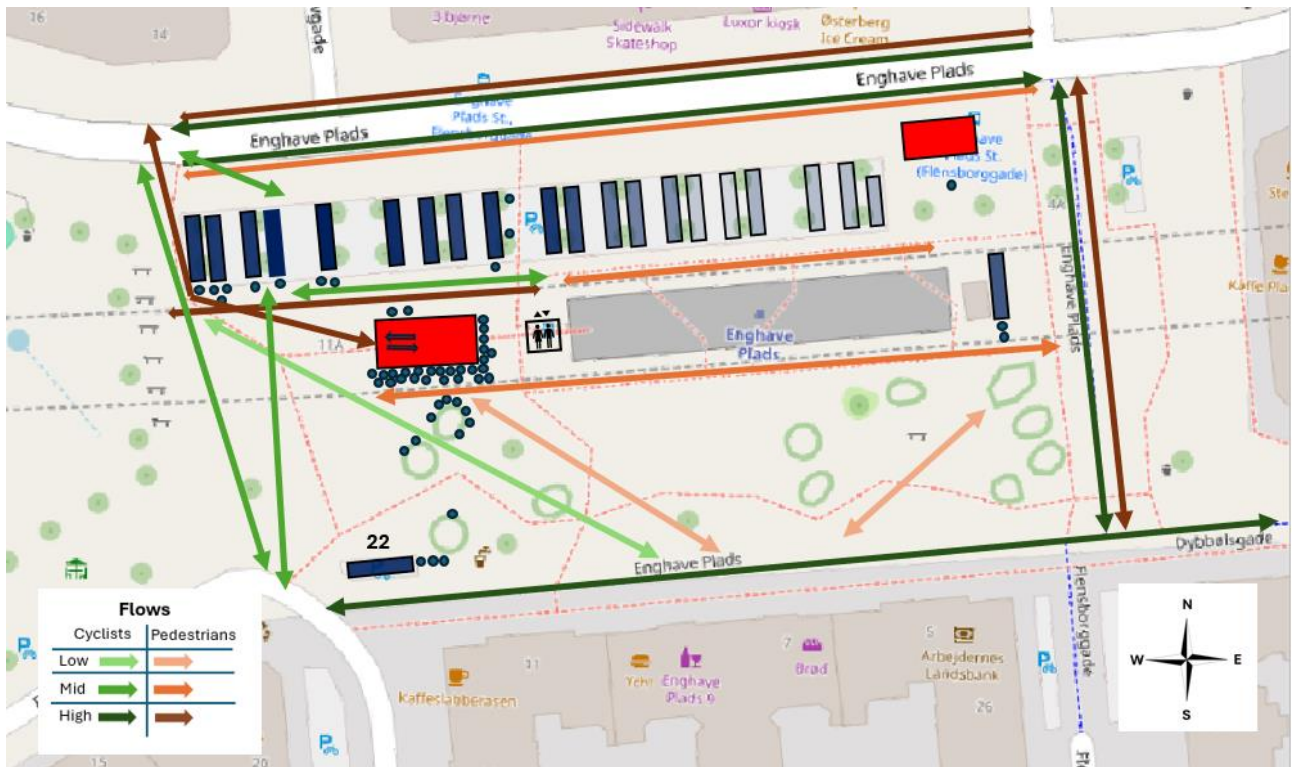 16
14
3 bjørne
Sidewalk
Skateshop
Luxor kiosk
Østerberg
Ice Cream
Enghave Plads
Enghave
Plads St.,
Enghave Plads
Plads St.
(Flensborggade)
4A
11A
Enghave
Plads
Enghave Plads
Kaffe Pla
22
Enghave Plads
Dybbølsgade
Flensborggade
Flows
Cyclists
Pedestrians
Low
Mid
High
N
W
E
S
Kaffeslabberasen
11
Enghave
Plads 9
7
Brød
5
Arbejdernes
Landsbank
26
15
20